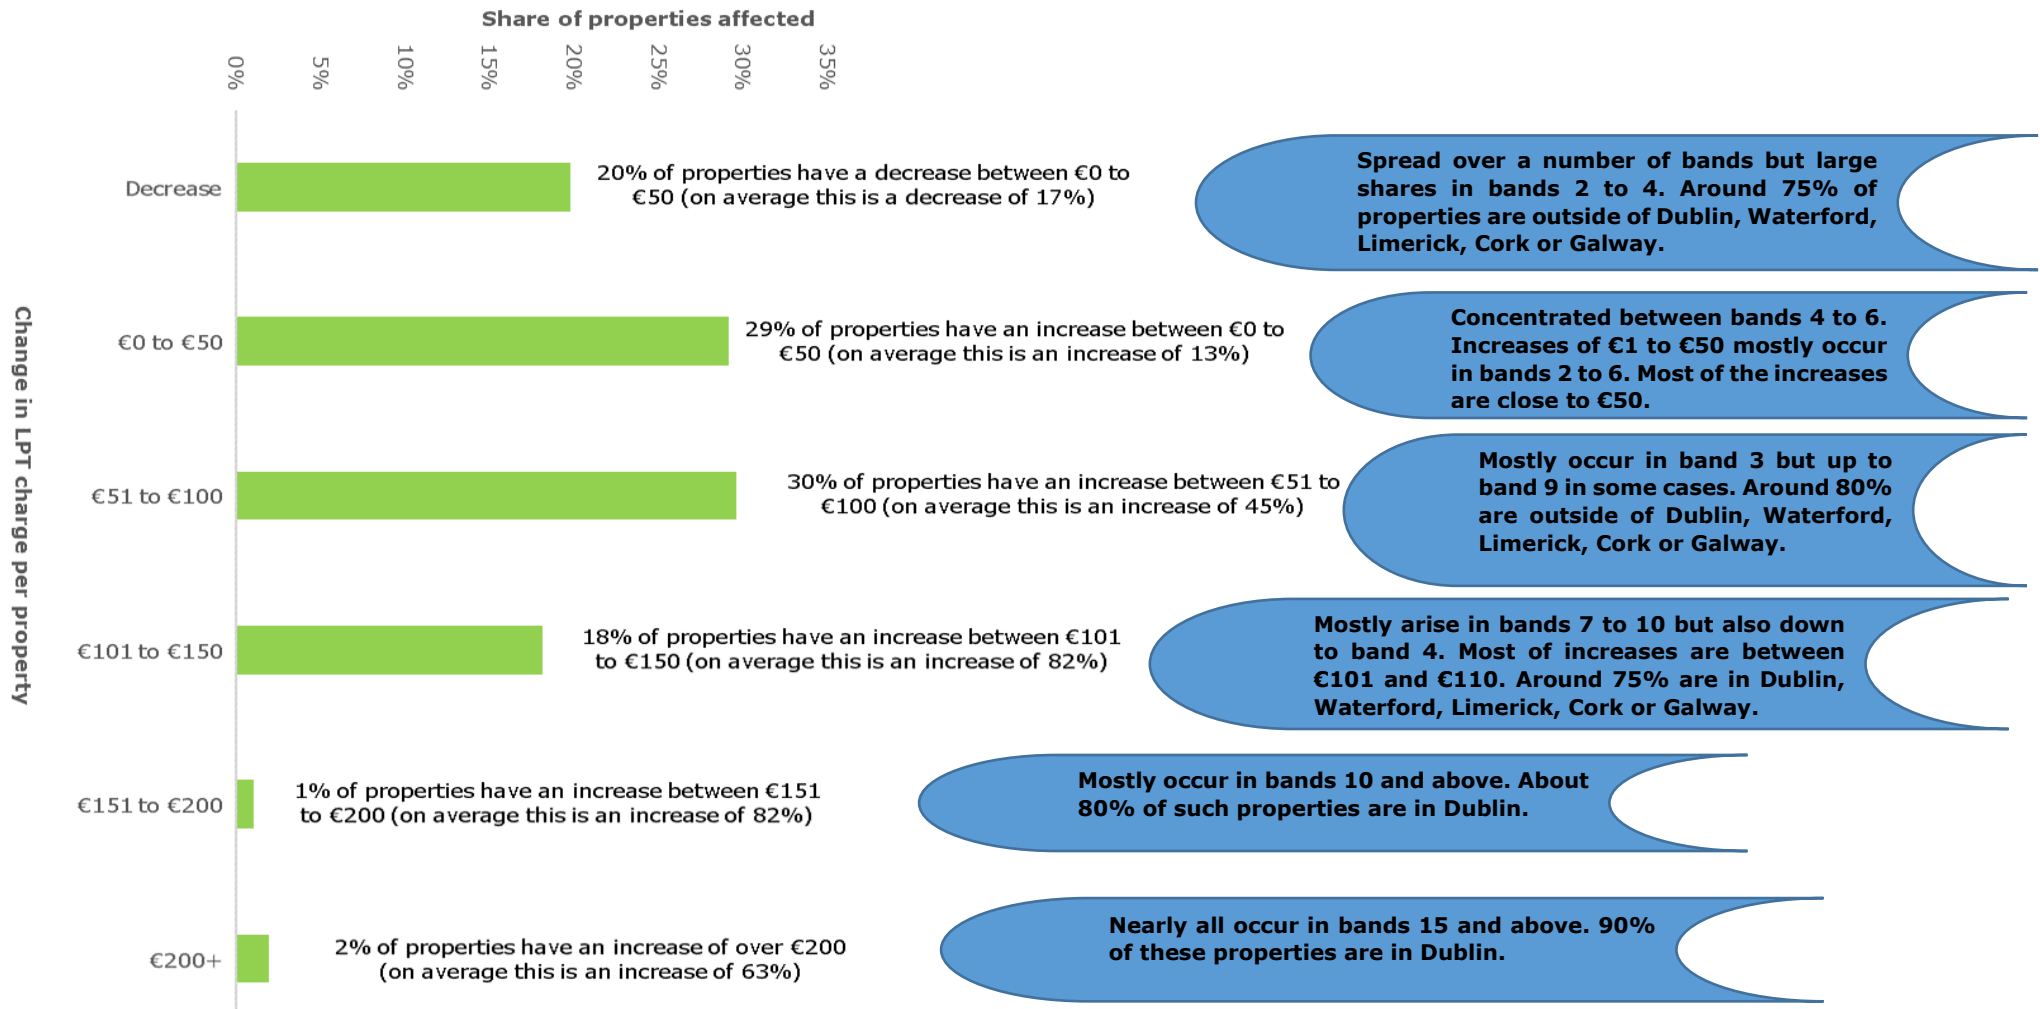 Share of properties affected
0%
5%
10%
15%
20%
25%
30%
35%
Change in LPT charge per property
Decrease
20% of properties have a decrease between €0 to
€50 (on average this is a decrease of 17%)
Spread over a number of bands but large
shares in bands 2 to 4. Around 75% of
properties are outside of Dublin, Waterford,
Limerick, Cork or Galway.
€0 to €50
29% of properties have an increase between €0 to
€50 (on average this is an increase of 13%)
Concentrated between bands 4 to 6.
Increases of €1 to €50 mostly occur
in bands 2 to 6. Most of the increases
are close to €50.
€51 to €100
30% of properties have an increase between €51 to
€100 (on average this is an increase of 45%)
Mostly occur in band 3 but up to
band 9 in some cases. Around 80%
are outside of Dublin, Waterford,
Limerick, Cork or Galway.
€101 to €150
18% of properties have an increase between €101
to €150 (on average this is an increase of 82%)
Mostly arise in bands 7 to 10 but also down
to band 4. Most of increases are between
€101 and €110. Around 75% are in Dublin,
Waterford, Limerick, Cork or Galway.
€151 to €200
1% of properties have an increase between €151
to €200 (on average this is an increase of 82%)
Mostly occur in bands 10 and above. About
80% of such properties are in Dublin.
€200+
2% of properties have an increase of over €200
(on average this is an increase of 63%)
Nearly all occur in bands 15 and above. 90%
of these properties are in Dublin.